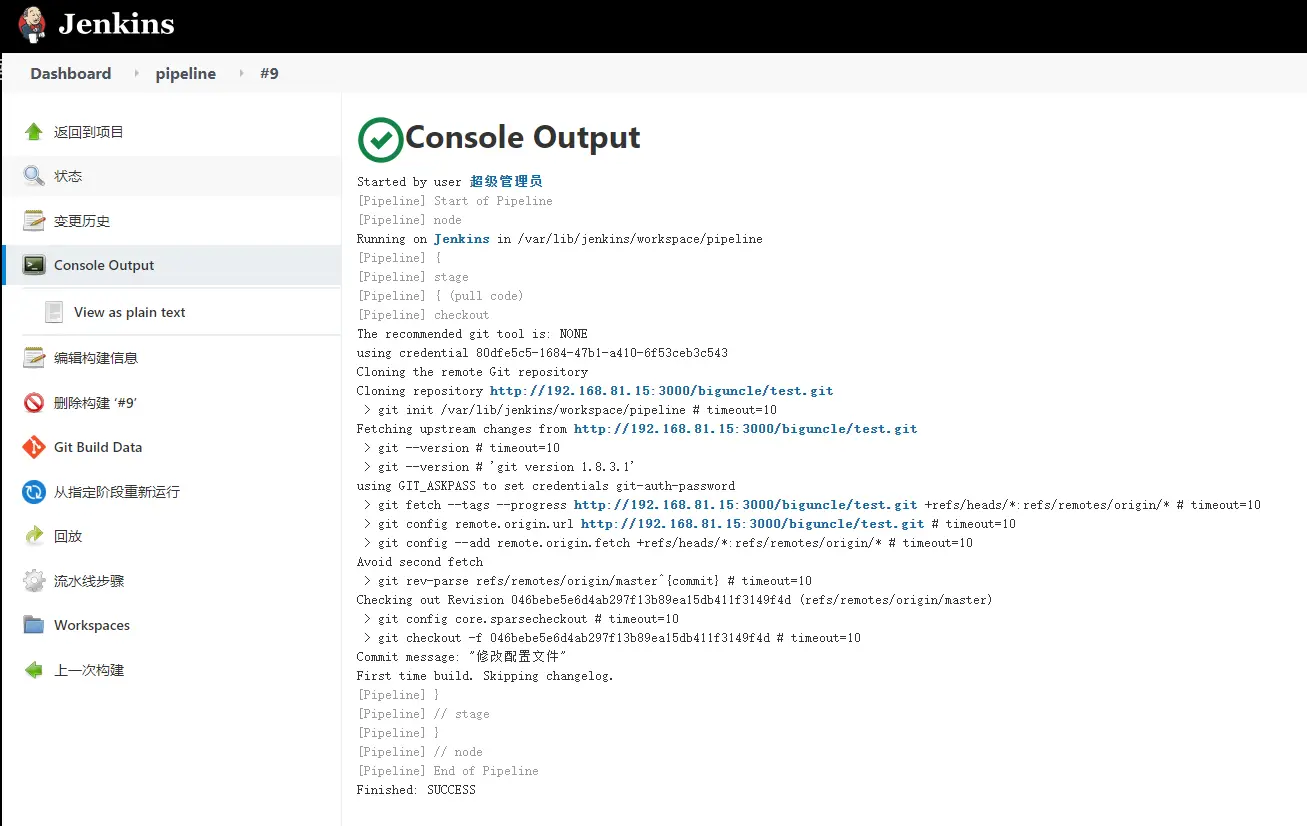 Jenkins
Dashboard pipeline #9
返回到项目
状态
变更历史
Console Output
View as plain text
编辑构建信息
删除构建 ‘#9’
Git Build Data
从指定阶段重新运行
回放
流水线步骤
Workspaces
上一次构建
Console Output
Started by user 超级管理员
[Pipeline] Start of Pipeline
[Pipeline] node
Running on Jenkins in /var/lib/jenkins/workspace/pipeline
[Pipeline] {
[Pipeline] stage
[Pipeline] { (pull code)
[Pipeline] checkout
The recommended git tool is: NONE
using credential 80dfe5c5-1684-47b1-a410-6f53ceb3c543
Cloning the remote Git repository
Cloning repository http://192.168.81.15:3000/biguncle/test.git
> git init /var/lib/jenkins/workspace/pipeline # timeout=10
Fetching upstream changes from http://192.168.81.15:3000/biguncle/test.git
> git --version # timeout=10
> git --version # 'git version 1.8.3.1'
using GIT_ASKPASS to set credentials git-auth-password
> git fetch --tags --progress http://192.168.81.15:3000/biguncle/test.git +refs/heads/*:refs/remotes/origin/* # timeout=10
> git config remote.origin.url http://192.168.81.15:3000/biguncle/test.git # timeout=10
> git config --add remote.origin.fetch +refs/heads/*:refs/remotes/origin/* # timeout=10
Avoid second fetch
> git rev-parse refs/remotes/origin/master^{commit} # timeout=10
Checking out Revision 046bebe5e6d4ab297f13b89ea15db411f3149f4d (refs/remotes/origin/master)
> git config core.sparsecheckout # timeout=10
> git checkout -f 046bebe5e6d4ab297f13b89ea15db411f3149f4d # timeout=10
Commit message: "修改配置文件"
First time build. Skipping changelog.
[Pipeline] }
[Pipeline] // stage
[Pipeline] }
[Pipeline] // node
[Pipeline] End of Pipeline
Finished: SUCCESS